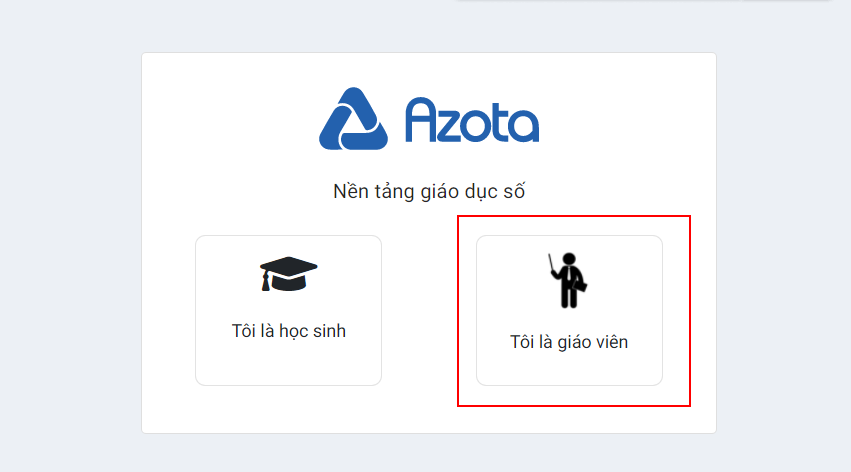 Azota
Nền tảng giáo dục số
Tôi là học sinh
Tôi là giáo viên